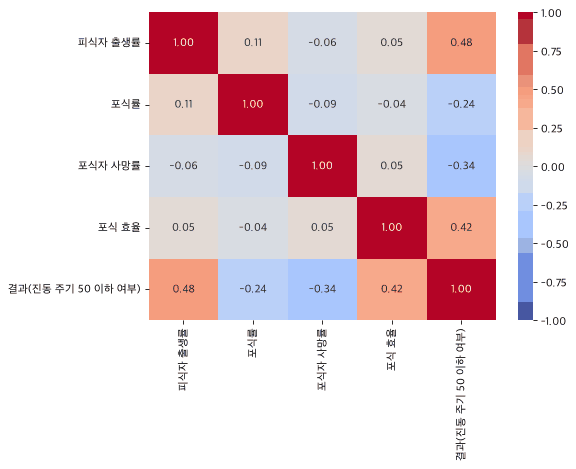 피식자 출생률 1.00 0.11 -0.06 0.05 0.48
포식률 0.11 1.00 -0.09 -0.04 -0.24
포식자 사망률 -0.06 -0.09 1.00 0.05 -0.34
포식 효율 0.05 -0.04 0.05 1.00 0.42
결과(진동 주기 50 이하 여부) 0.48 -0.24 -0.34 0.42 1.00
피식자 출생률
포식률
포식자 사망률
포식 효율
결과(진동 주기 50 이하 여부)
1.00
0.75
0.50
0.25
0.00
-0.25
-0.50
-0.75
-1.00